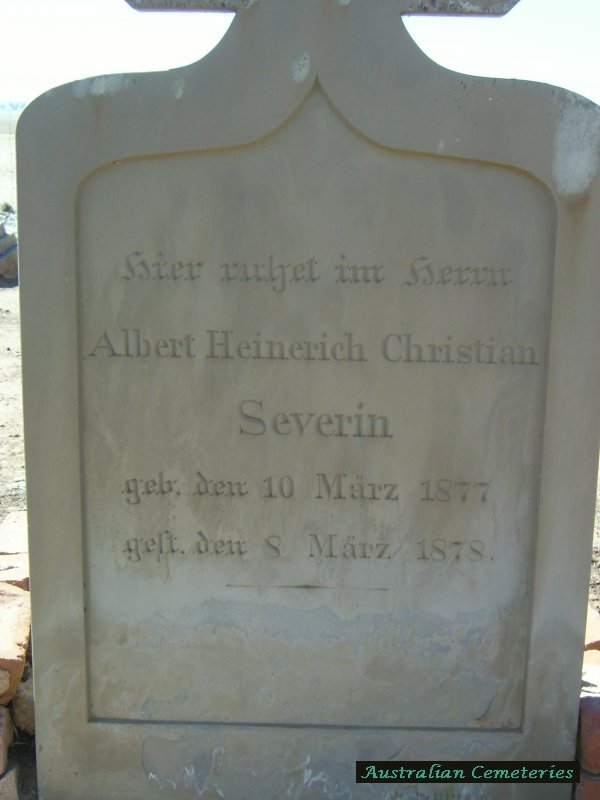 Hier ruhet im Herrn
Albert Heinerich Christian
Severin
geb. den 10 März 1877
gest. den 8 März 1878.
Australian Cemeteries